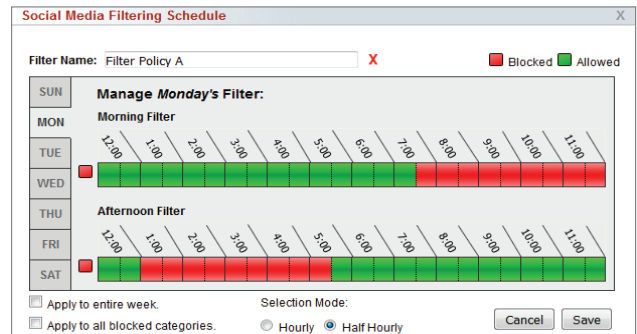 Social Media Filtering Schedule X
Filter Name: Filter Policy A X Blocked Allowed
SUN
MON
TUE
WED
THU
FRI
SAT
Manage Monday's Filter:
Morning Filter
12:00 1:00 2:00 3:00 4:00 5:00 6:00 7:00 8:00 9:00 10:00 11:00
Afternoon Filter
12:00 1:00 2:00 3:00 4:00 5:00 6:00 7:00 8:00 9:00 10:00 11:00
Apply to entire week.
Apply to all blocked categories.
Selection Mode:
Hourly Half Hourly
Cancel Save